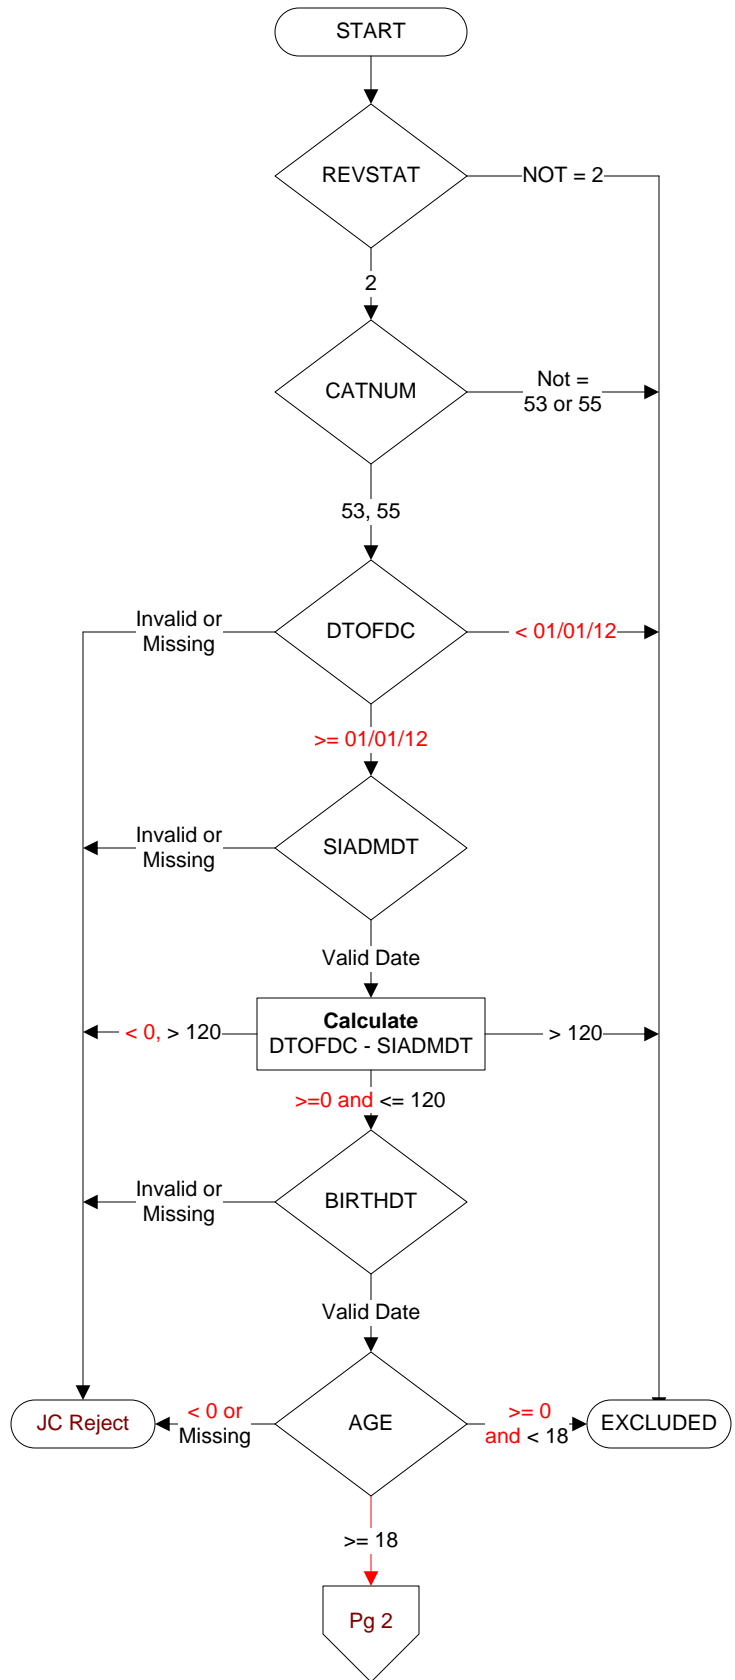 START
REVSTAT
NOT = 2
2
CATNUM
Not =
53 or 55
53, 55
Invalid or
Missing
DTOFDC
< 01/01/12
>= 01/01/12
Invalid or
Missing
SIADMDT
Valid Date
< 0, > 120
Calculate
DTOFDC - SIADMDT
> 120
>=0 and <= 120
Invalid or
Missing
BIRTHDT
Valid Date
JC Reject
< 0 or
Missing
AGE
>= 0
and < 18
EXCLUDED
>= 18
Pg 2